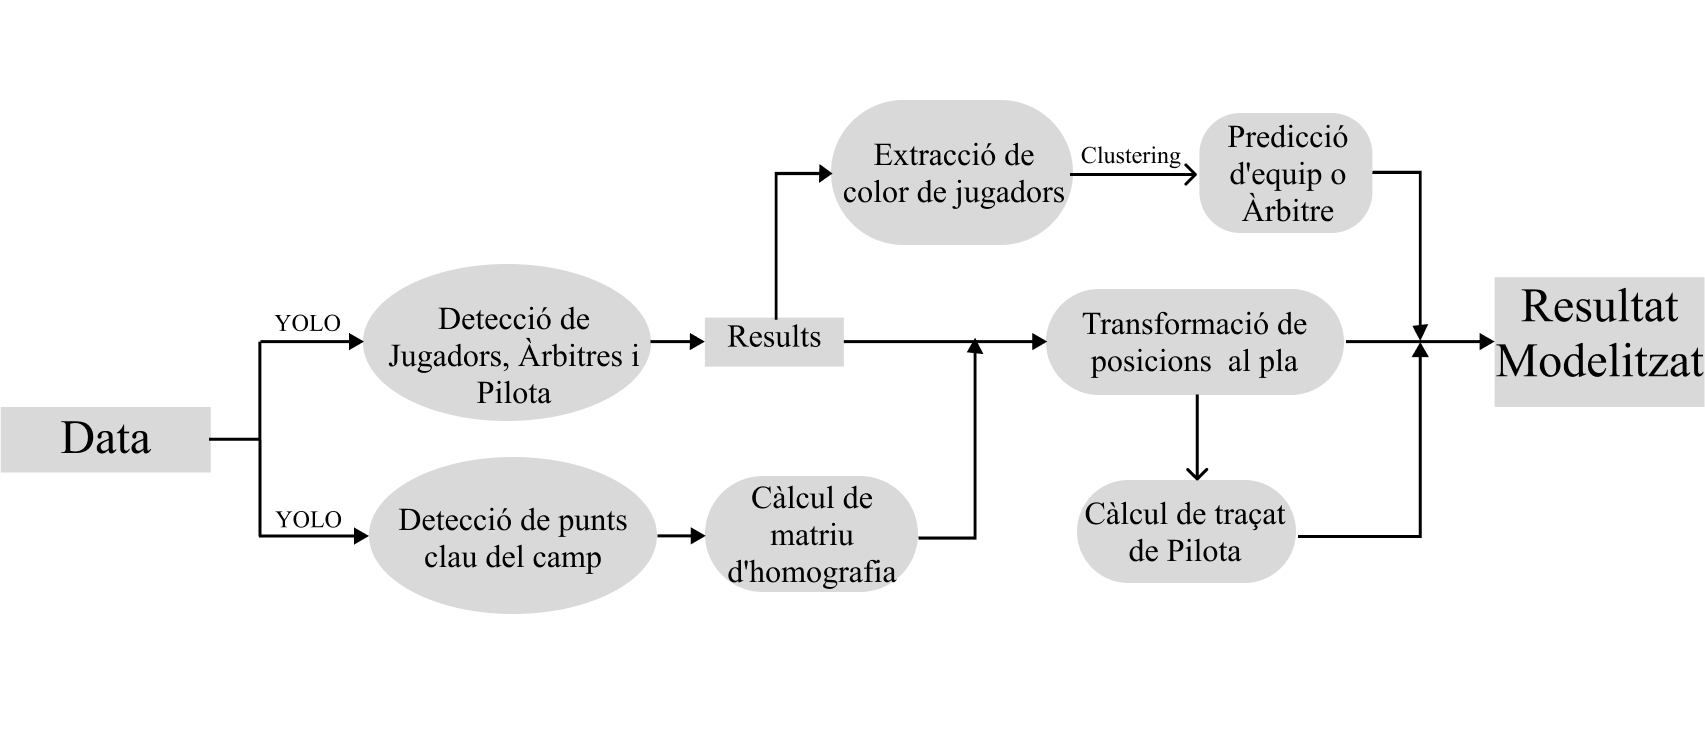 Extracció de
color de jugadors
Clustering
Predicció
d'equip o
Àrbitre
YOLO
Detecció de
Jugadors, Àrbitres i
Pilota
Results
Transformació de
posicions  al pla
Resultat
Modelitzat
Data
YOLO
Detecció de punts
clau del camp
Càlcul de
matriu
d'homografia
Càlcul de traçat
de Pilota